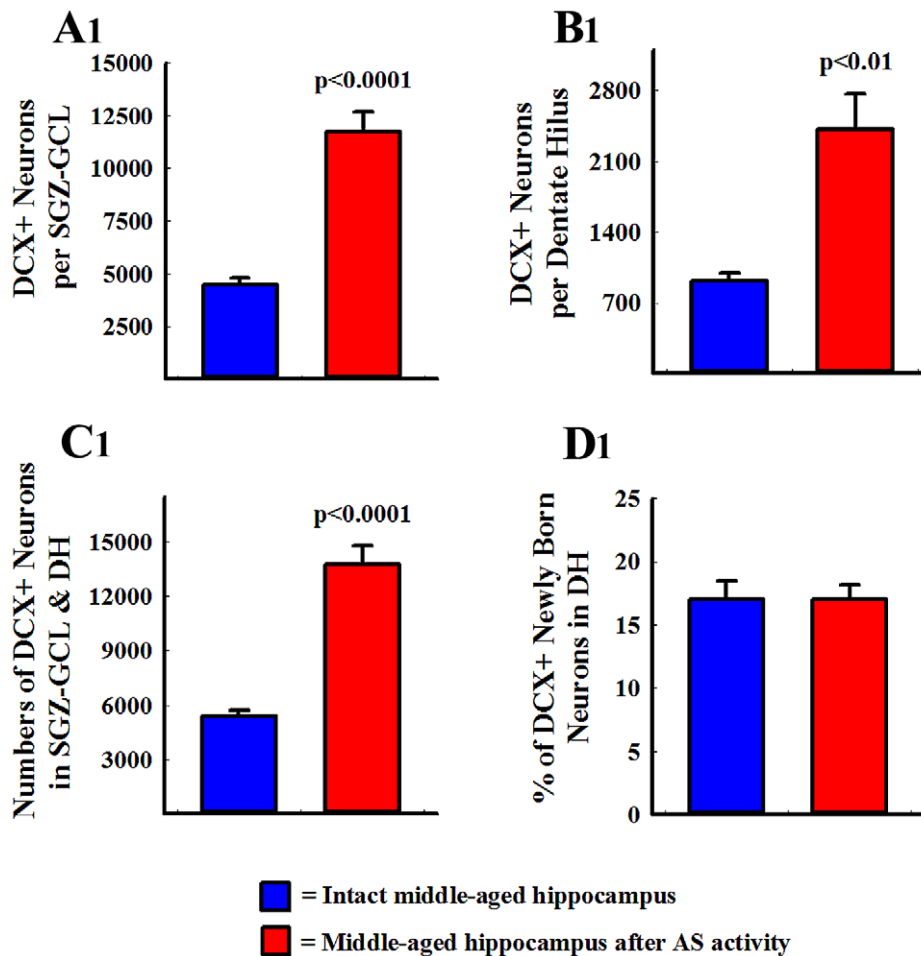 A1
15000
12500
10000
7500
5000
2500
DCX+ Neurons
per SGZ-GCL
p<0.0001
B1
2800
2100
1400
700
DCX+ Neurons
per Dentate Hilus
p<0.01
C1
15000
12000
9000
6000
3000
Numbers of DCX+ Neurons
in SGZ-GCL & DH
p<0.0001
D1
25
20
15
10
5
0
% of DCX+ Newly Born
Neurons in DH
= Intact middle-aged hippocampus
= Middle-aged hippocampus after AS activity